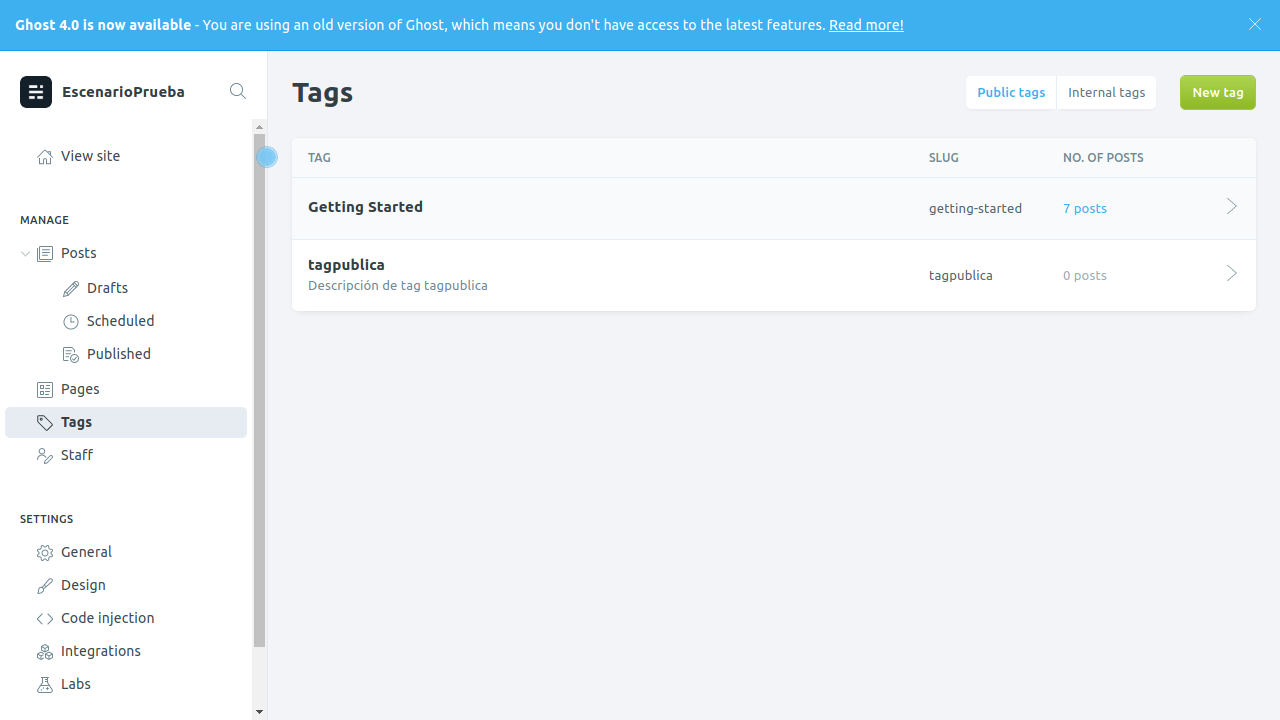 Ghost 4.0 is now available - You are using an old version of Ghost, which means you don't have access to the latest features. Read more!
EscenarioPrueba
View site
MANAGE
Posts
Drafts
Scheduled
Published
Pages
Tags
Staff
SETTINGS
General
Design
Code injection
Integrations
Labs
Tags
Public tags
Internal tags
New tag
TAG SLUG NO. OF POSTS
Getting Started getting-started 7 posts
tagpublica tagpublica 0 posts
Descripción de tag tagpublica